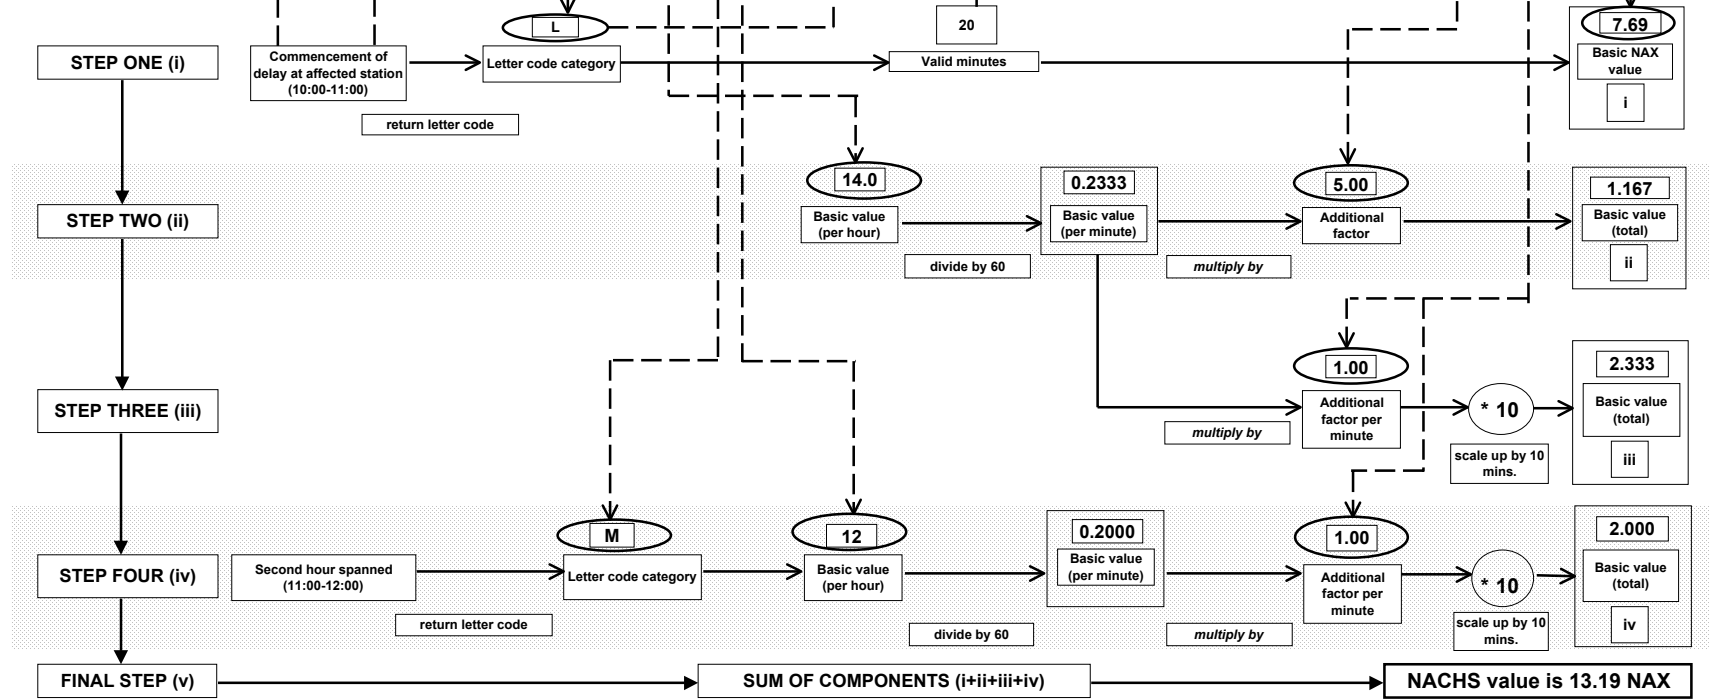 L
20
7.69
STEP ONE (i)
Commencement of
delay at affected station
(10:00-11:00)
Letter code category
Valid minutes
Basic NAX
value
i
return letter code
14.0
0.2333
5.00
1.167
STEP TWO (ii)
Basic value
(per hour)
Basic value
(per minute)
Additional
factor
Basic value
(total)
ii
divide by 60
multiply by
1.00
2.333
STEP THREE (iii)
Additional
factor per
minute
* 10
Basic value
(total)
multiply by
scale up by 10
mins.
iii
M
12
0.2000
1.00
2.000
STEP FOUR (iv)
Second hour spanned
(11:00-12:00)
Letter code category
Basic value
(per hour)
Basic value
(per minute)
Additional
factor per
minute
* 10
Basic value
(total)
return letter code
divide by 60
multiply by
scale up by 10
mins.
iv
FINAL STEP (v)
SUM OF COMPONENTS (i+ii+iii+iv)
NACHS value is 13.19 NAX